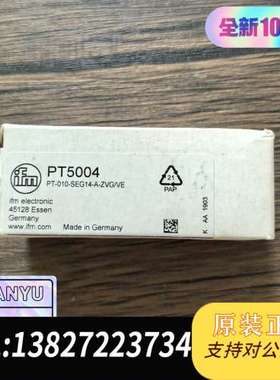 全新10
ifm
PT5004
PT-010-SEG14-A-ZVG/VE
ifm electronic
45128 Essen
Germany
www.ifm.com
Made in Germany
21
PAP
K AA 1903
ANYU
原装正
:13827223734
支持对公